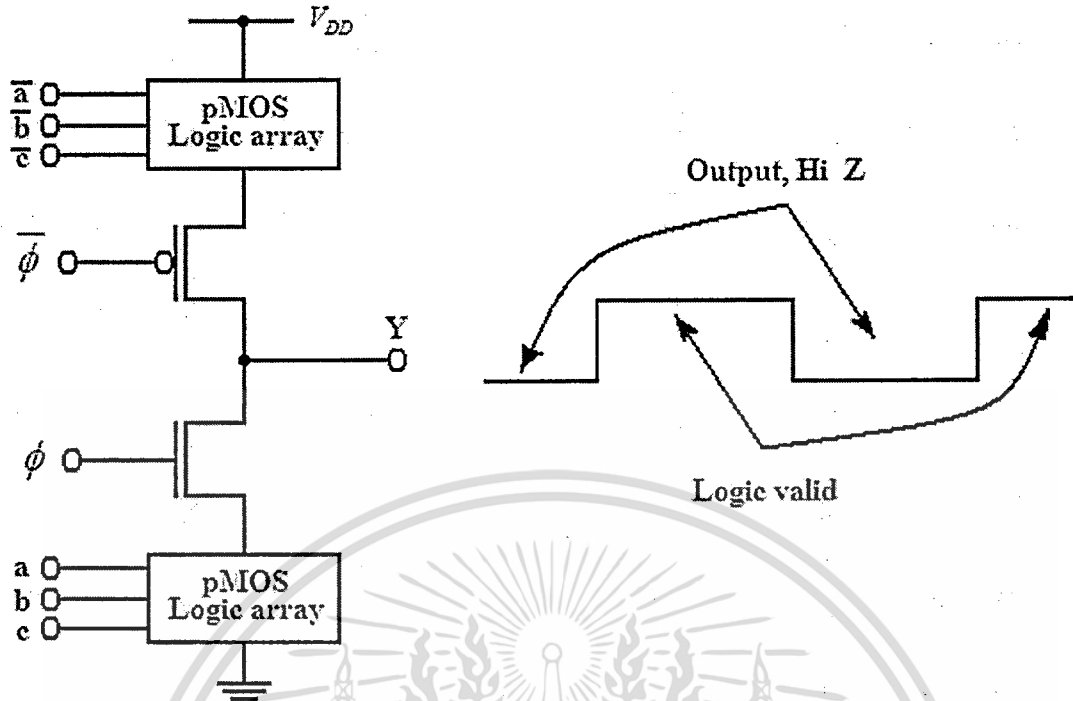 V_DD
a̅
b̅
c̅
pMOS
Logic array
Output, Hi Z
ϕ̅
Y
ϕ
Logic valid
a
b
c
pMOS
Logic array